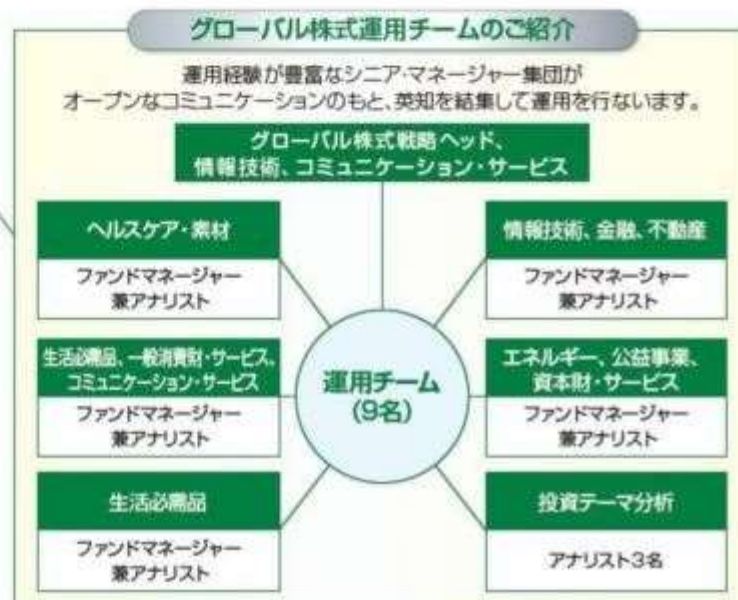 グローバル株式運用チームのご紹介
運用経験が豊富なシニア・マネージャー集団が
オープンなコミュニケーションのもと、英知を結集して運用を行ないます。
グローバル株式戦略ヘッド、
情報技術、コミュニケーション・サービス
ヘルスケア・素材
ファンドマネージャー
兼アナリスト
情報技術、金融、不動産
ファンドマネージャー
兼アナリスト
生活必需品、一般消費財・サービス、
コミュニケーション・サービス
ファンドマネージャー
兼アナリスト
運用チーム
(9名)
エネルギー、公益事業、
資本財・サービス
ファンドマネージャー
兼アナリスト
生活必需品
ファンドマネージャー
兼アナリスト
投資テーマ分析
アナリスト3名